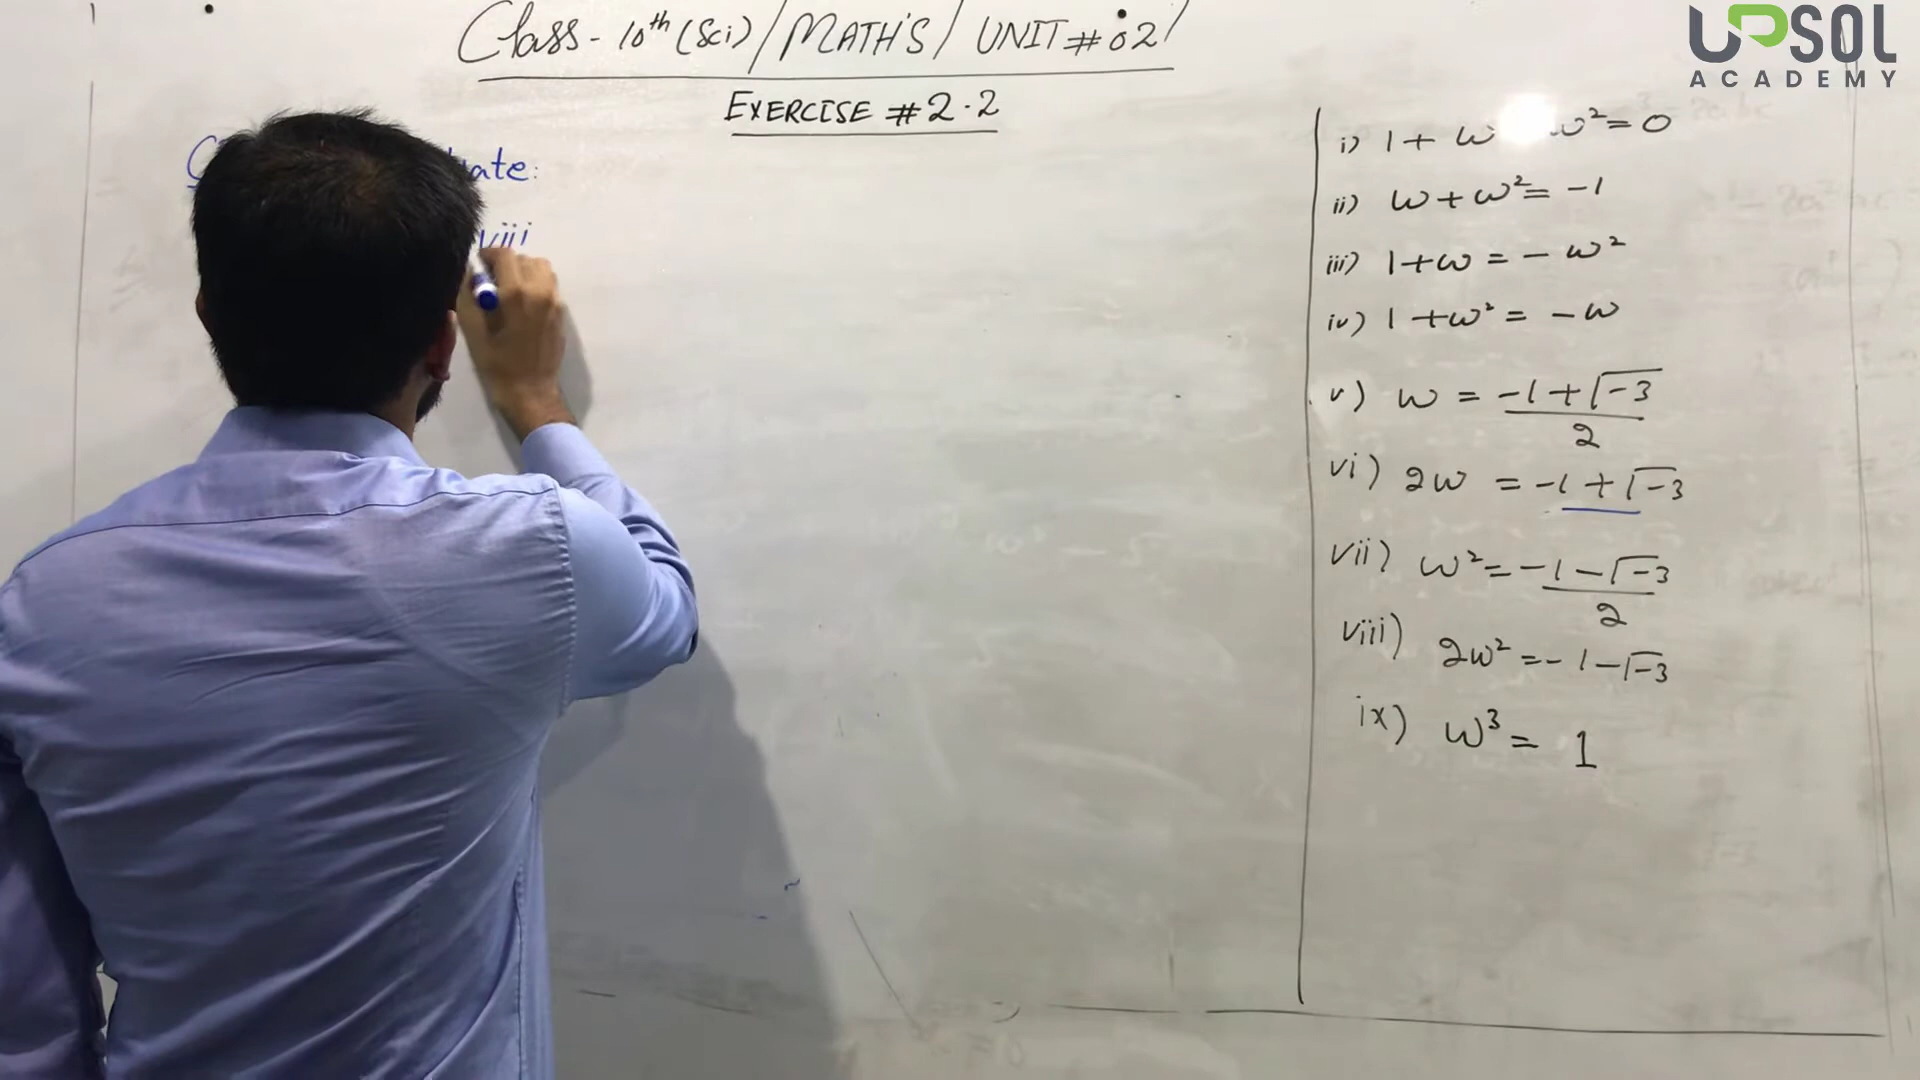 Class - 10th (Sci) / MATH'S / UNIT # 02
EXERCISE # 2.2
viii
i) 1 + ω ω² = 0
ii) ω + ω² = -1
iii) 1 + ω = - ω²
iv) 1 + ω² = - ω
v) ω = -1 + √-3 / 2
vi) 2ω = -1 + √-3
vii) ω² = -1 - √-3 / 2
viii) 2ω² = -1 - √-3
ix) ω³ = 1
UPSOL
ACADEMY